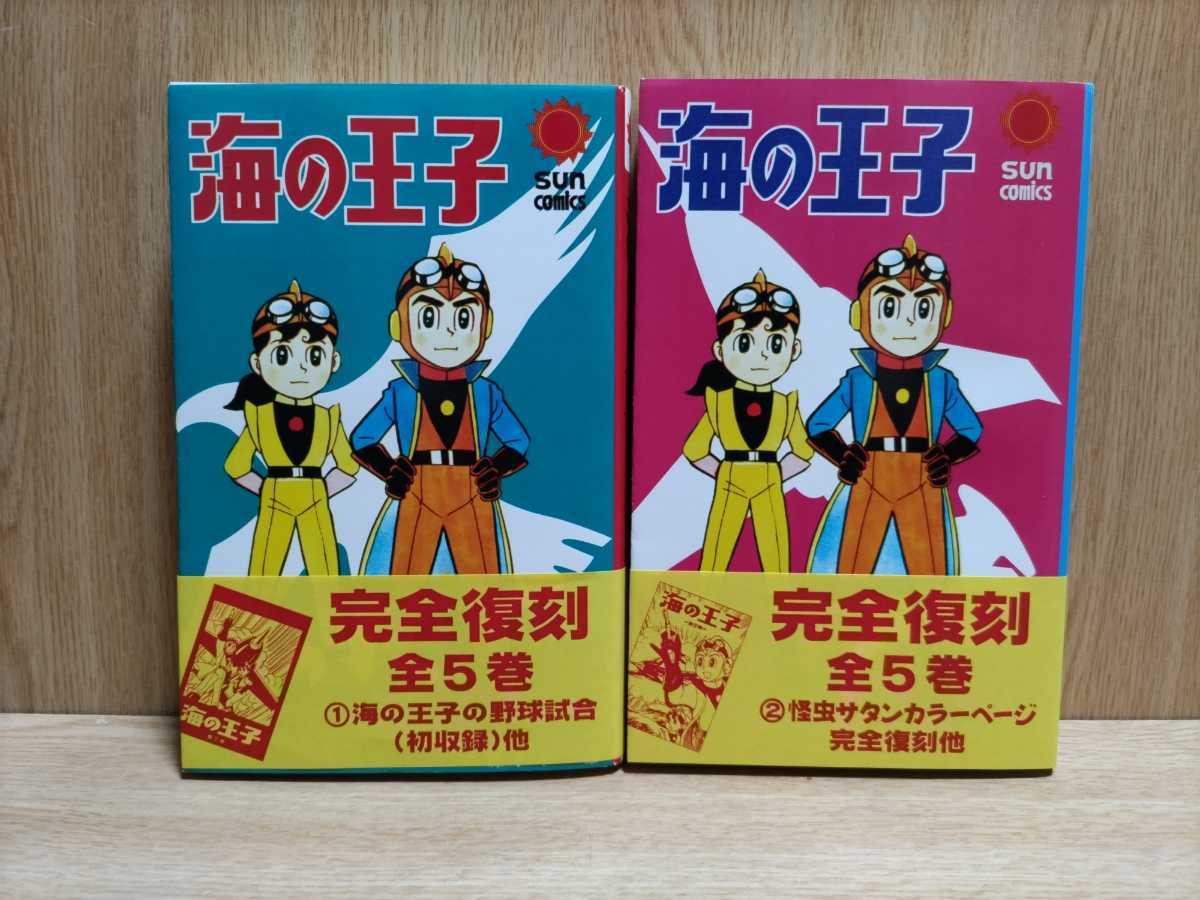 海の王子
sun
comics
完全復刻
全5巻
①海の王子の野球試合
(初収録)他
海の王子
海の王子
sun
comics
海の王子
完全復刻
全5巻
②怪虫サタンカラーページ
完全復刻他